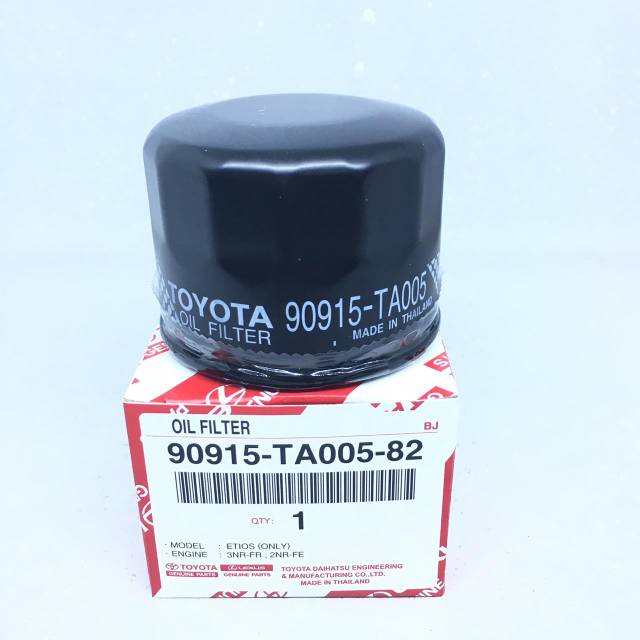 TOYOTA 90915-TA005
OIL FILTER MADE IN THAILAND
OIL FILTER BJ
90915-TA005-82
QTY: 1
MODEL : ETIOS (ONLY)
ENGINE : 3NR-FR , 2NR-FE
TOYOTA LEXUS TOYOTA DAIHATSU ENGINEERING
GENUINE PARTS GENUINE PARTS & MANUFACTURING CO.,LTD.
MADE IN THAILAND